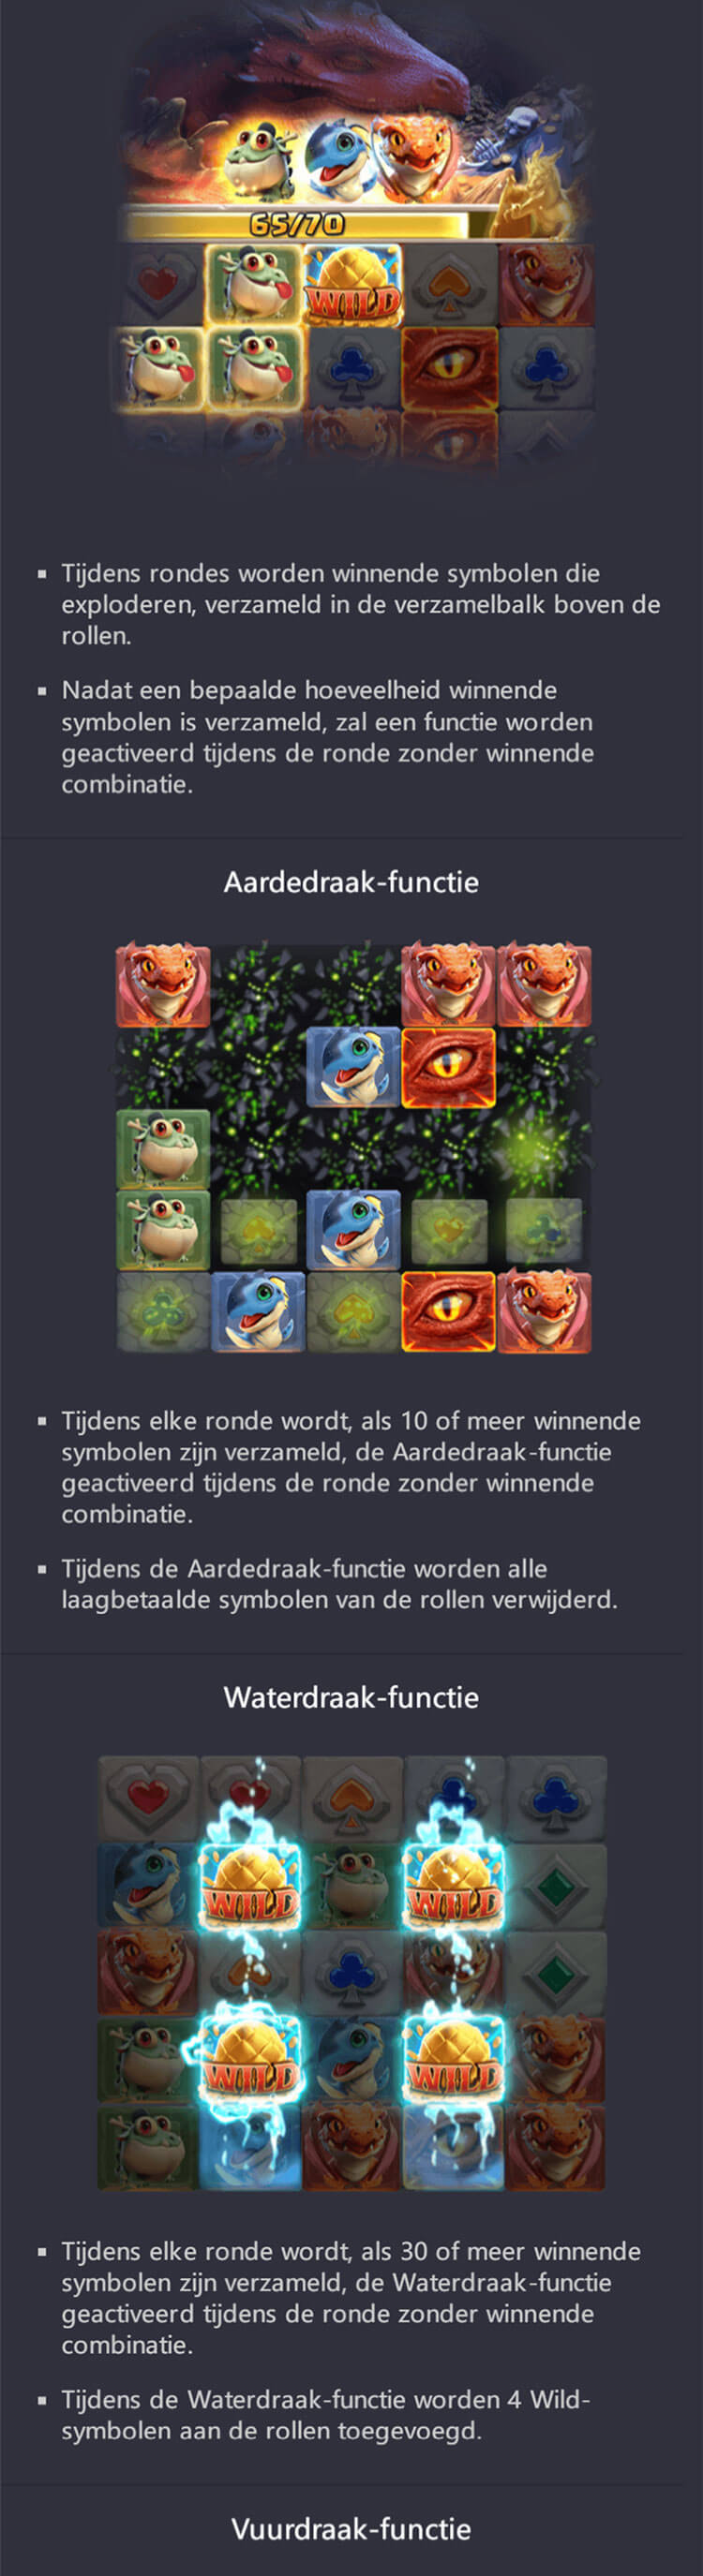 65/70
WILD
▪ Tijdens rondes worden winnende symbolen die
exploderen, verzameld in de verzamelbalk boven de
rollen.
▪ Nadat een bepaalde hoeveelheid winnende
symbolen is verzameld, zal een functie worden
geactiveerd tijdens de ronde zonder winnende
combinatie.
Aardedraak-functie
▪ Tijdens elke ronde wordt, als 10 of meer winnende
symbolen zijn verzameld, de Aardedraak-functie
geactiveerd tijdens de ronde zonder winnende
combinatie.
▪ Tijdens de Aardedraak-functie worden alle
laagbetaalde symbolen van de rollen verwijderd.
Waterdraak-functie
WILD WILD
WILD WILD
▪ Tijdens elke ronde wordt, als 30 of meer winnende
symbolen zijn verzameld, de Waterdraak-functie
geactiveerd tijdens de ronde zonder winnende
combinatie.
▪ Tijdens de Waterdraak-functie worden 4 Wild-
symbolen aan de rollen toegevoegd.
Vuurdraak-functie